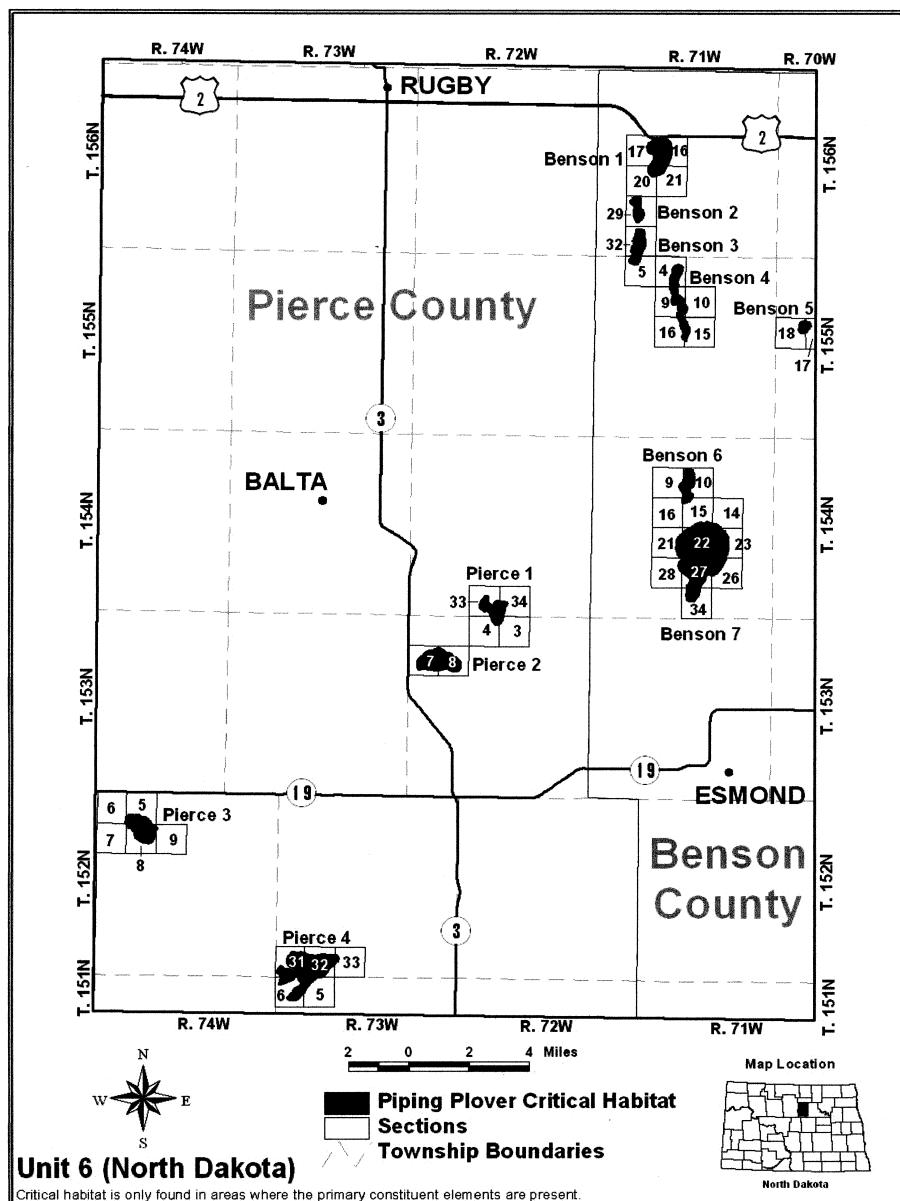 R. 74W R. 73W R. 72W R. 71W R. 70W
RUGBY
2
2
T. 156N
T. 156N
Benson 1
17 16
20 21
29 Benson 2
32 Benson 3
5 4 Benson 4
9 10
16 15
Benson 5
18
17
Pierce County
T. 155N
T. 155N
3
BALTA
Benson 6
9 10
16 15 14
21 22 23
28 27 26
34
Benson 7
T. 154N
T. 154N
Pierce 1
33 34
4 3
7 8 Pierce 2
T. 153N
T. 153N
19
19
ESMOND
6 5 Pierce 3
7 9
8
Benson
County
T. 152N
T. 152N
3
Pierce 4
31 32 33
6 5
T. 151N
T. 151N
R. 74W R. 73W R. 72W R. 71W
2 0 2 4 Miles
N
W E
S
Piping Plover Critical Habitat
Sections
Township Boundaries
Map Location
North Dakota
Unit 6 (North Dakota)
Critical habitat is only found in areas where the primary constituent elements are present.